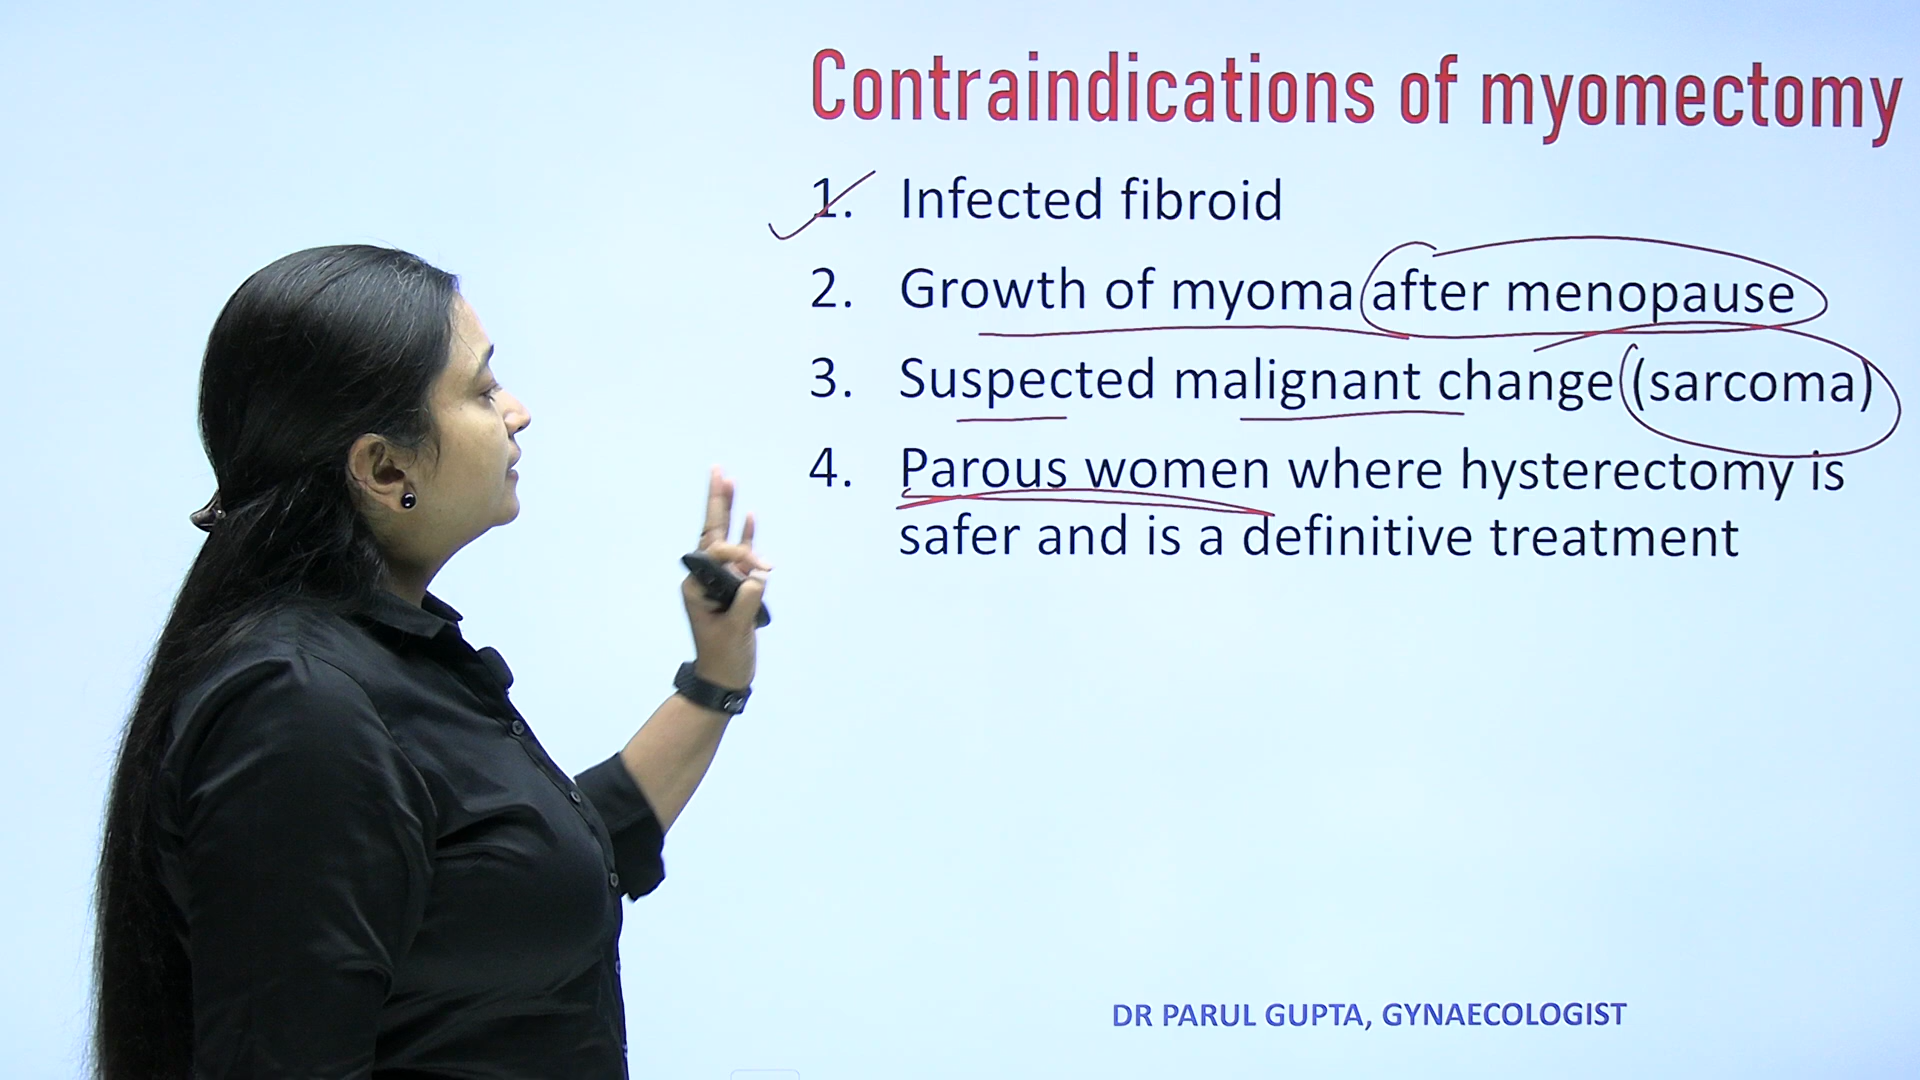 Contraindications of myomectomy
1. Infected fibroid
2. Growth of myoma after menopause
3. Suspected malignant change (sarcoma)
4. Parous women where hysterectomy is
safer and is a definitive treatment
DR PARUL GUPTA, GYNAECOLOGIST